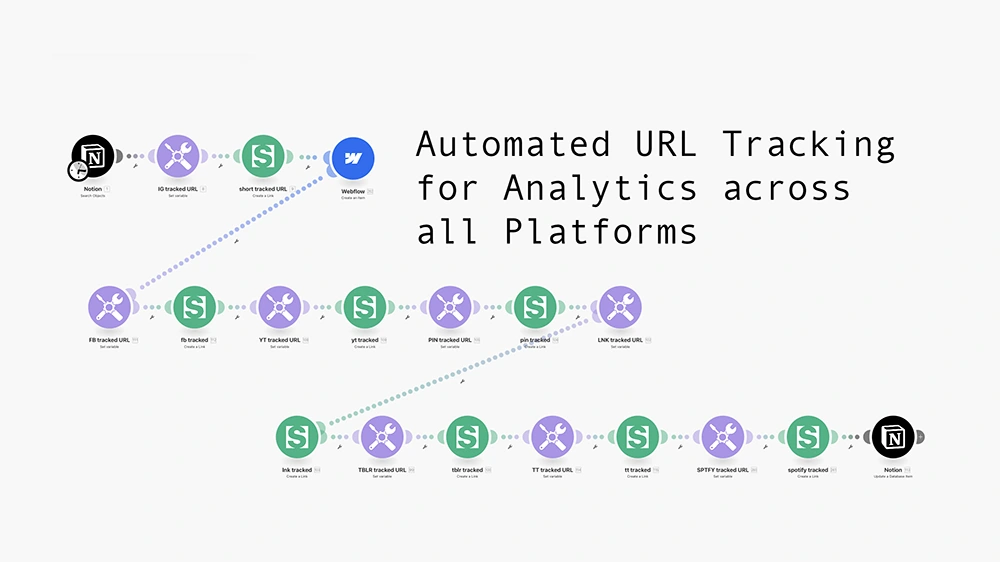 Automated URL Tracking
for Analytics across
all Platforms
Notion
Search Objects
IG tracked URL
Set variable
short tracked URL
Create a Link
Webflow
Create an Item
FB tracked URL
Set variable
fb tracked
Create a Link
YT tracked URL
Set variable
yt tracked
Create a Link
PIN tracked URL
Set variable
pin tracked
Create a Link
LNK tracked URL
Set variable
lnk tracked
Create a Link
TBLR tracked URL
Set variable
tblr tracked
Create a Link
TT tracked URL
Set variable
tt tracked
Create a Link
SPTFY tracked URL
Set variable
spotify tracked
Create a Link
Notion
Update a Database Item